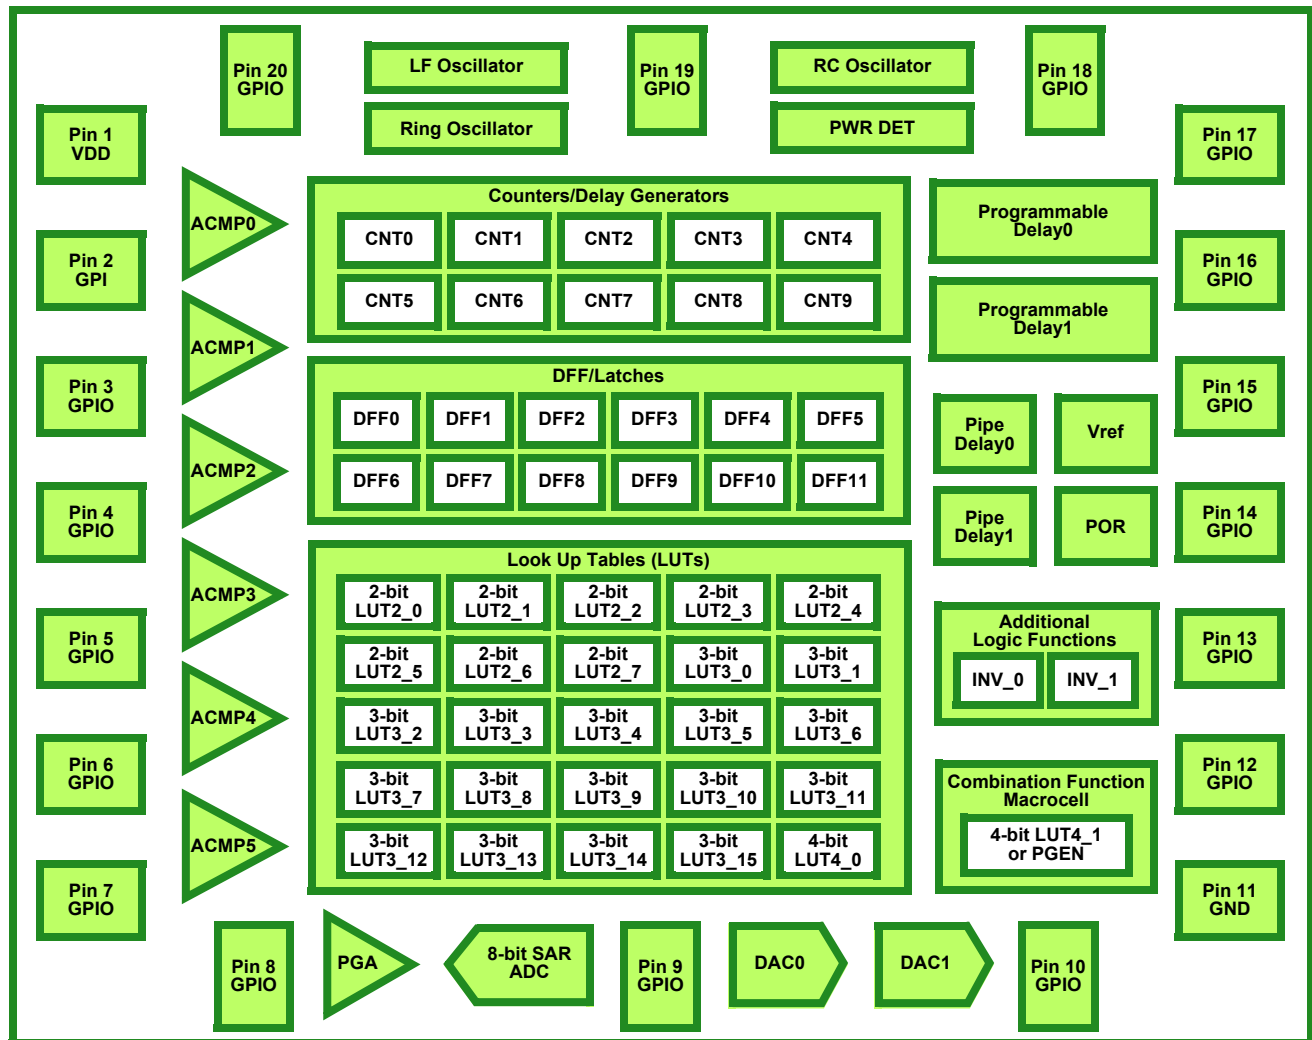 Pin 20
GPIO
LF Oscillator
Ring Oscillator
Pin 19
GPIO
RC Oscillator
PWR DET
Pin 18
GPIO
Pin 1
VDD
Pin 2
GPI
Pin 3
GPIO
Pin 4
GPIO
Pin 5
GPIO
Pin 6
GPIO
Pin 7
GPIO
ACMP0
ACMP1
ACMP2
ACMP3
ACMP4
ACMP5
Counters/Delay Generators
CNT0 CNT1 CNT2 CNT3 CNT4
CNT5 CNT6 CNT7 CNT8 CNT9
DFF/Latches
DFF0 DFF1 DFF2 DFF3 DFF4 DFF5
DFF6 DFF7 DFF8 DFF9 DFF10 DFF11
Look Up Tables (LUTs)
2-bit 2-bit 2-bit 2-bit 2-bit
LUT2_0 LUT2_1 LUT2_2 LUT2_3 LUT2_4
2-bit 2-bit 2-bit 3-bit 3-bit
LUT2_5 LUT2_6 LUT2_7 LUT3_0 LUT3_1
3-bit 3-bit 3-bit 3-bit 3-bit
LUT3_2 LUT3_3 LUT3_4 LUT3_5 LUT3_6
3-bit 3-bit 3-bit 3-bit 3-bit
LUT3_7 LUT3_8 LUT3_9 LUT3_10 LUT3_11
3-bit 3-bit 3-bit 3-bit 4-bit
LUT3_12 LUT3_13 LUT3_14 LUT3_15 LUT4_0
Programmable
Delay0
Programmable
Delay1
Pipe
Delay0
Vref
Pipe
Delay1
POR
Additional
Logic Functions
INV_0 INV_1
Combination Function
Macrocell
4-bit LUT4_1
or PGEN
Pin 17
GPIO
Pin 16
GPIO
Pin 15
GPIO
Pin 14
GPIO
Pin 13
GPIO
Pin 12
GPIO
Pin 11
GND
Pin 8
GPIO
PGA
8-bit SAR
ADC
Pin 9
GPIO
DAC0
DAC1
Pin 10
GPIO